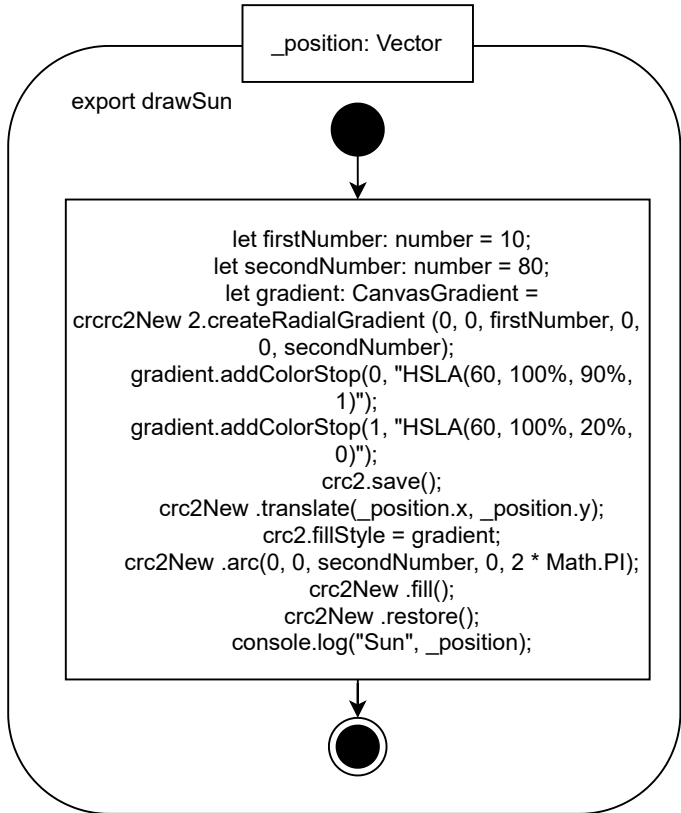 _position: Vector
export drawSun
let firstNumber: number = 10;
let secondNumber: number = 80;
let gradient: CanvasGradient =
crcrc2New 2.createRadialGradient (0, 0, firstNumber, 0,
0, secondNumber);
gradient.addColorStop(0, "HSLA(60, 100%, 90%,
1)");
gradient.addColorStop(1, "HSLA(60, 100%, 20%,
0)");
crc2.save();
crc2New .translate(_position.x, _position.y);
crc2.fillStyle = gradient;
crc2New .arc(0, 0, secondNumber, 0, 2 * Math.PI);
crc2New .fill();
crc2New .restore();
console.log("Sun", _position);